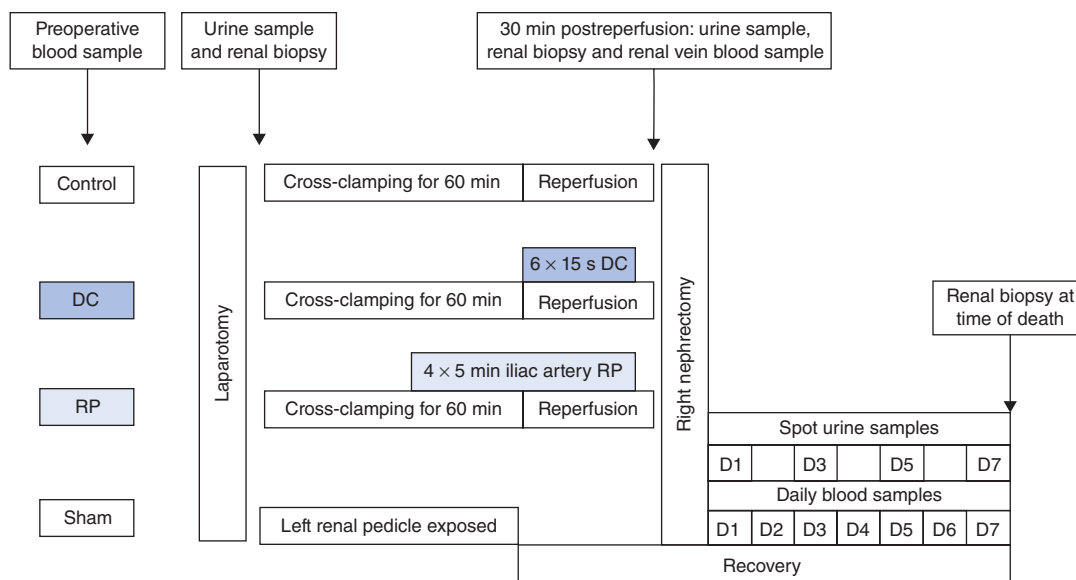 Preoperative
blood sample
Urine sample
and renal biopsy
30 min postreperfusion: urine sample,
renal biopsy and renal vein blood sample
Control
Laparotomy
Cross-clamping for 60 min
Reperfusion
Right nephrectomy
DC
6 × 15 s DC
Cross-clamping for 60 min
Reperfusion
Renal biopsy at
time of death
RP
4 × 5 min iliac artery RP
Cross-clamping for 60 min
Reperfusion
Spot urine samples
D1 D3 D5 D7
Daily blood samples
Sham
Left renal pedicle exposed
D1 D2 D3 D4 D5 D6 D7
Recovery